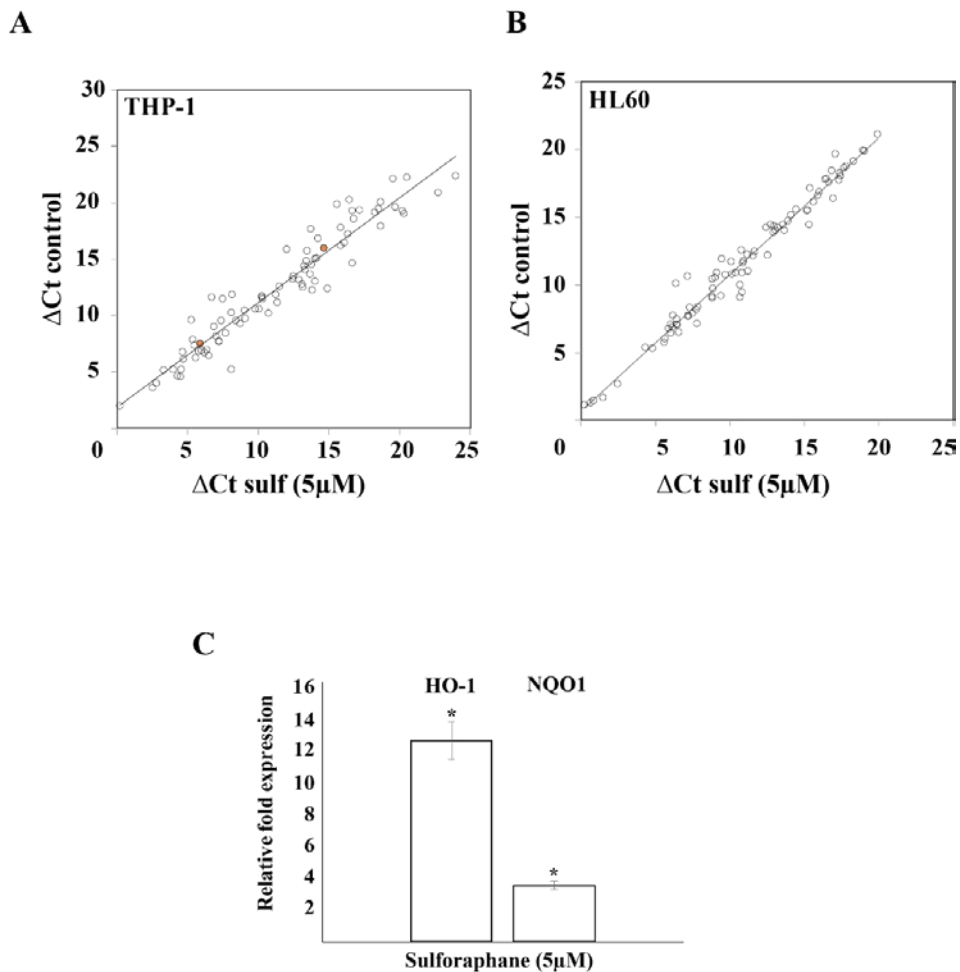 A
B
30
25
20
15
10
5
0
5
10
15
20
25
THP-1
ΔCt control
ΔCt sulf (5μM)
25
20
15
10
5
0
5
10
15
20
25
HL60
ΔCt control
ΔCt sulf (5μM)
C
HO-1 NQO1
* *
16
14
12
10
8
6
4
2
Relative fold expression
Sulforaphane (5μM)